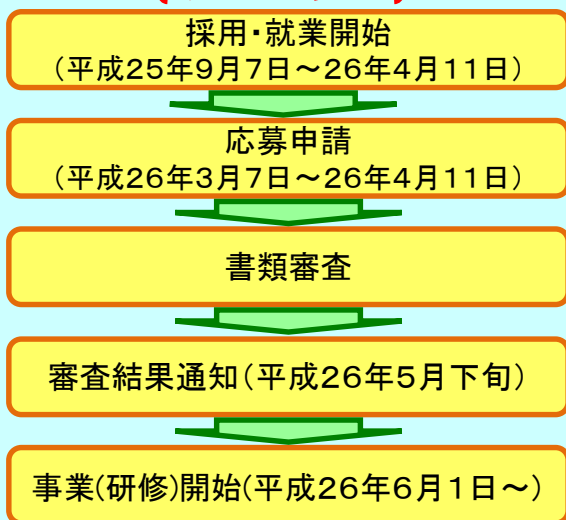 採用・就業開始
(平成25年9月7日～26年4月11日)
応募申請
(平成26年3月7日～26年4月11日)
書類審査
審査結果通知(平成26年5月下旬)
事業(研修)開始(平成26年6月1日～)